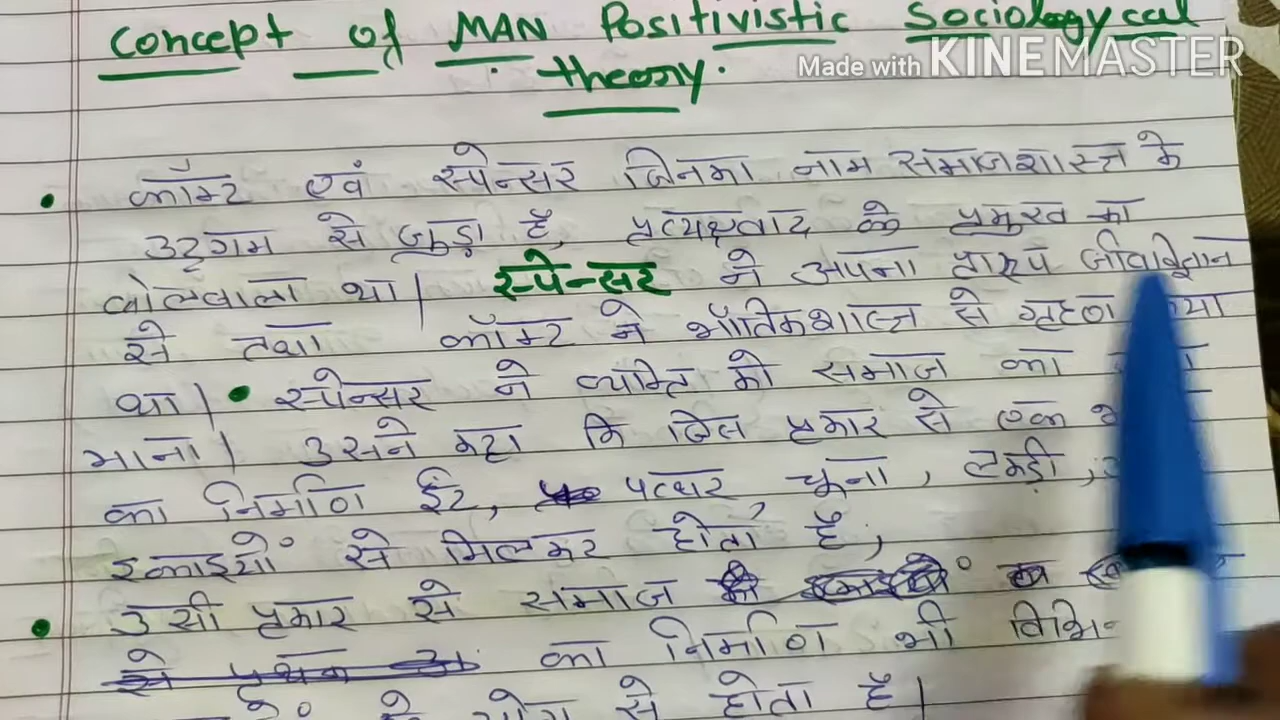 Concept of MAN Positivistic Sociologycal
theory.
Made with KINEMASTER
कॉम्ट एवं स्पेन्सर जिनका नाम समाजशास्त्र के
उद्गम से जुड़ा है, प्रत्यक्षवाद के प्रमुख का
बोलवाला था। स्पेन्सर ने अपना प्रारूप जीवविज्ञान
से तथा कॉम्ट ने भौतिकशास्त्र से ग्रहण
था। स्पेन्सर ने व्यक्ति को समाज का
माना। उसने कहा कि जिस प्रकार से एक
का निर्माण ईंट, पत्थर, चूना, लकड़ी,
इकाइयों से मिलकर होता है,
उसी प्रकार से समाज
का निर्माण भी
के योग से होता है।